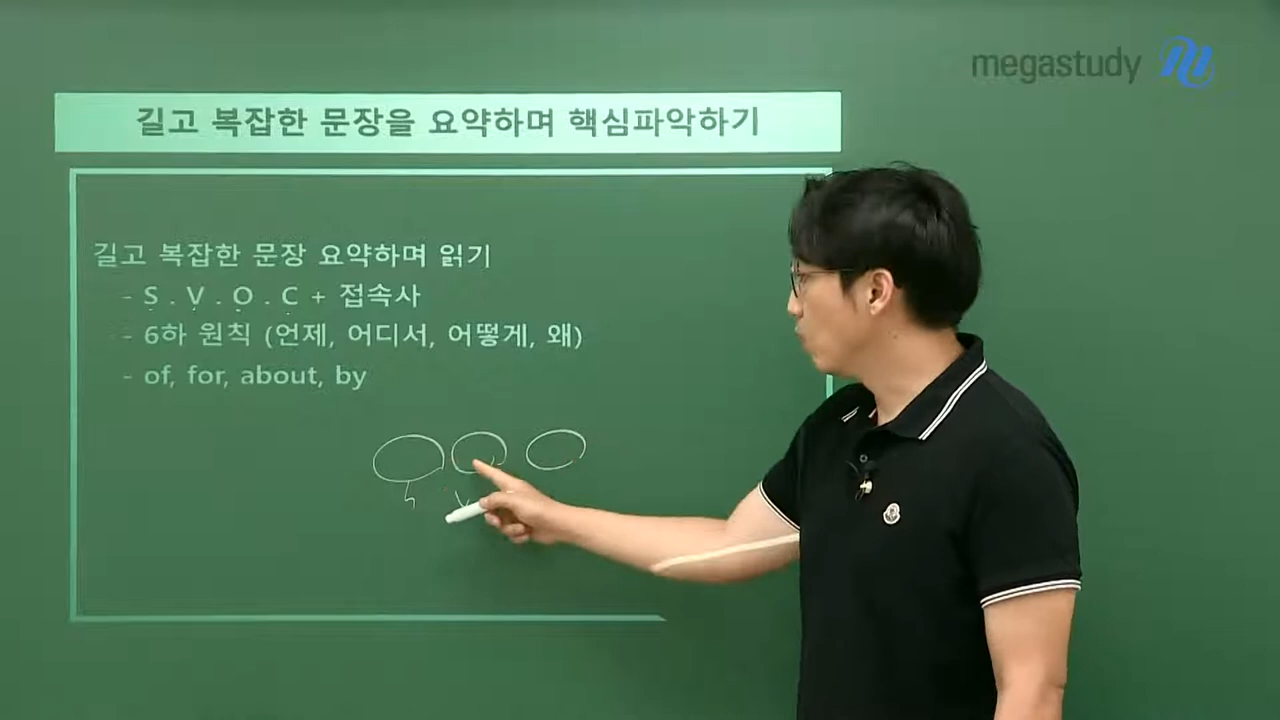 megastudy
길고 복잡한 문장을 요약하며 핵심파악하기
길고 복잡한 문장 요약하며 읽기
- S . V . O . C + 접속사
- 6하 원칙 (언제, 어디서, 어떻게, 왜)
- of, for, about, by